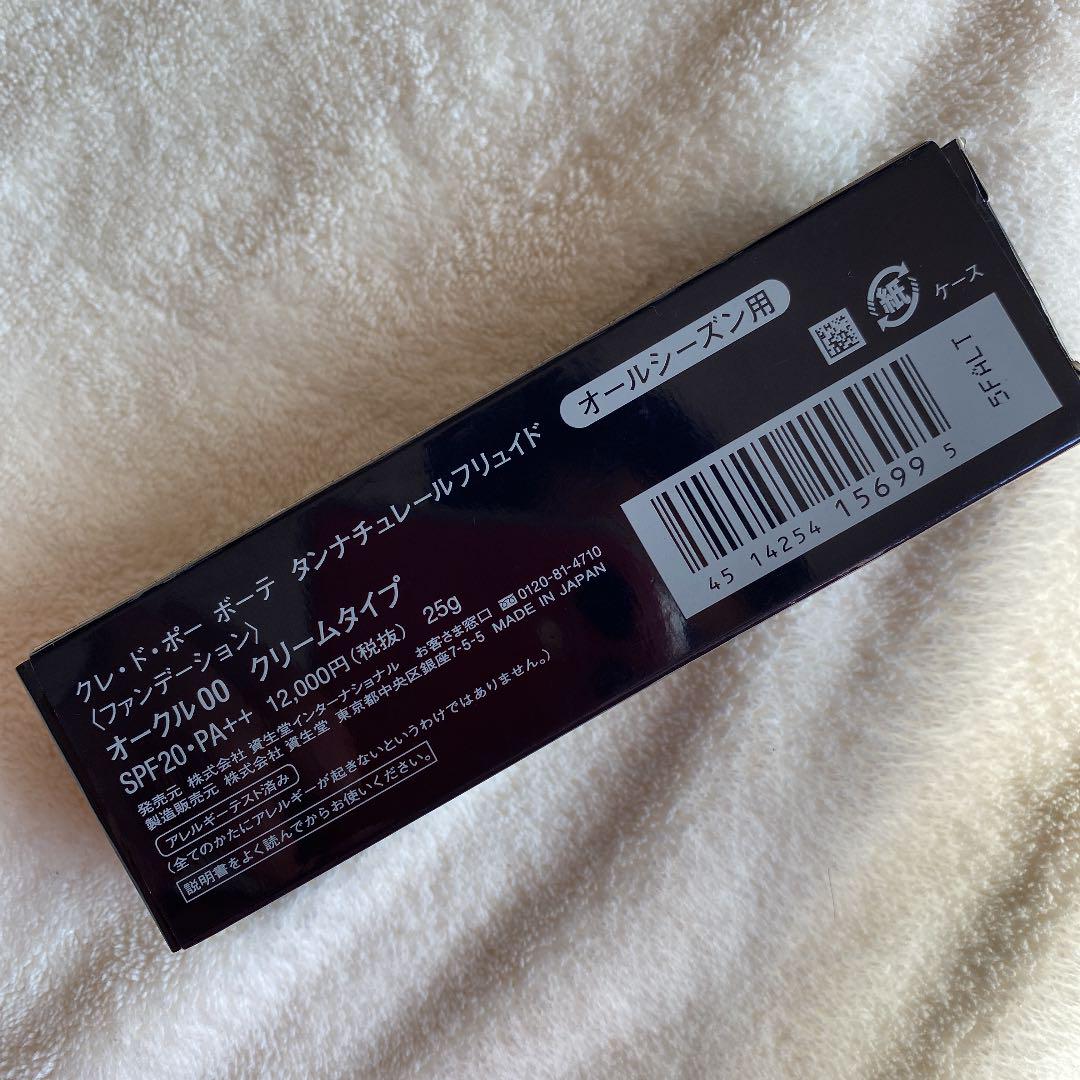 クレ・ド・ポー ボーテ タンナチュレールフリュイド オールシーズン用
〈ファンデーション〉
オークル00 クリームタイプ
SPF20・PA++ 12,000円(税抜) 25g
発売元 株式会社 資生堂インターナショナル お客さま窓口 0120-81-4710
製造販売元 株式会社 資生堂 東京都中央区銀座7-5-5 MADE IN JAPAN
アレルギーテスト済み
(全てのかたにアレルギーが起きないというわけではありません。)
説明書をよく読んでからお使いください。
紙 ケース
45 14254 15699 5